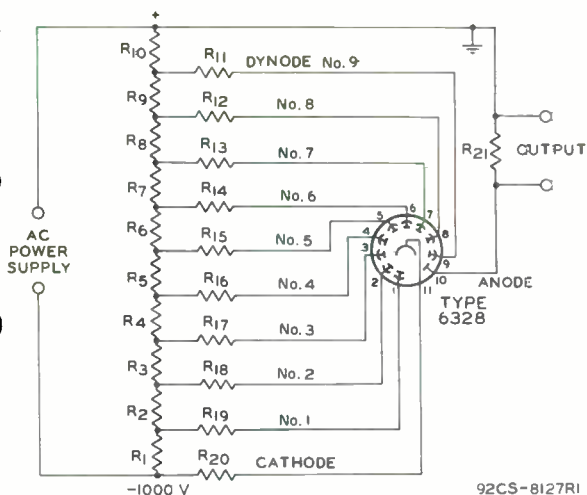 +
R10
R11 DYNODE No. 9
R9
R12 No. 8
R8
R13 No. 7
R21 OUTPUT
R7
R14 No. 6
6 7
5
8
R6
R15 No. 5
4
AC
POWER
SUPPLY
3
9
10
R5
R16 No. 4
2
1
11
ANODE
TYPE
6328
R4
R17 No. 3
R3
R18 No. 2
R2
R19 No. 1
R1
R20 CATHODE
-1000 V
92CS-8127R1